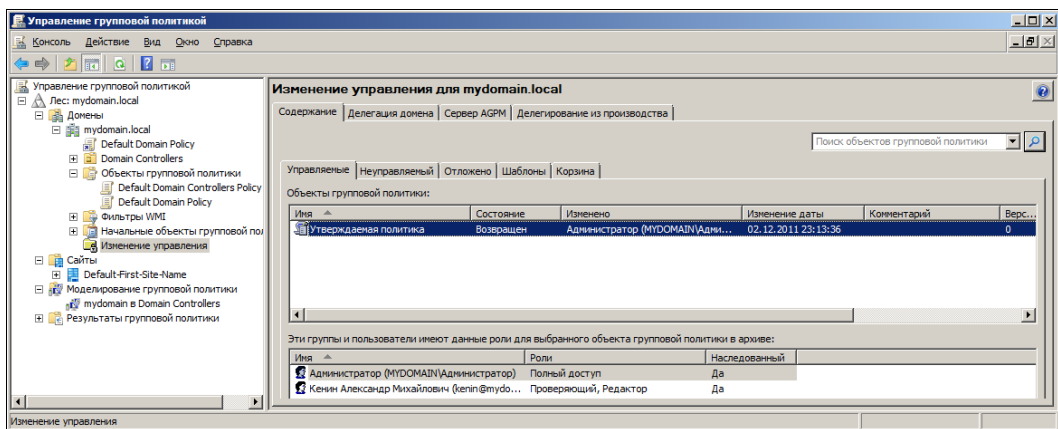 Управление групповой политикой
Консоль Действие Вид Окно Справка
Управление групповой политикой
Лес: mydomain.local
Домены
mydomain.local
Default Domain Policy
Domain Controllers
Объекты групповой политики
Default Domain Controllers Policy
Default Domain Policy
Фильтры WMI
Начальные объекты групповой пол
Изменение управления
Сайты
Default-First-Site-Name
Моделирование групповой политики
mydomain в Domain Controllers
Результаты групповой политики
Изменение управления для mydomain.local
Содержание Делегация домена Сервер AGPM Делегирование из производства
Поиск объектов групповой политики
Управляемые Неуправляемый Отложено Шаблоны Корзина
Объекты групповой политики:
Имя Состояние Изменено Изменение даты Комментарий Верс...
Утверждаемая политика Возвращен Администратор (MYDOMAIN\Адми... 02.12.2011 23:13:36 0
Эти группы и пользователи имеют данные роли для выбранного объекта групповой политики в архиве:
Имя Роли Наследованный
Администратор (MYDOMAIN\Администратор) Полный доступ Да
Кенин Александр Михайлович (kenin@mydo... Проверяющий, Редактор Да
Изменение управления